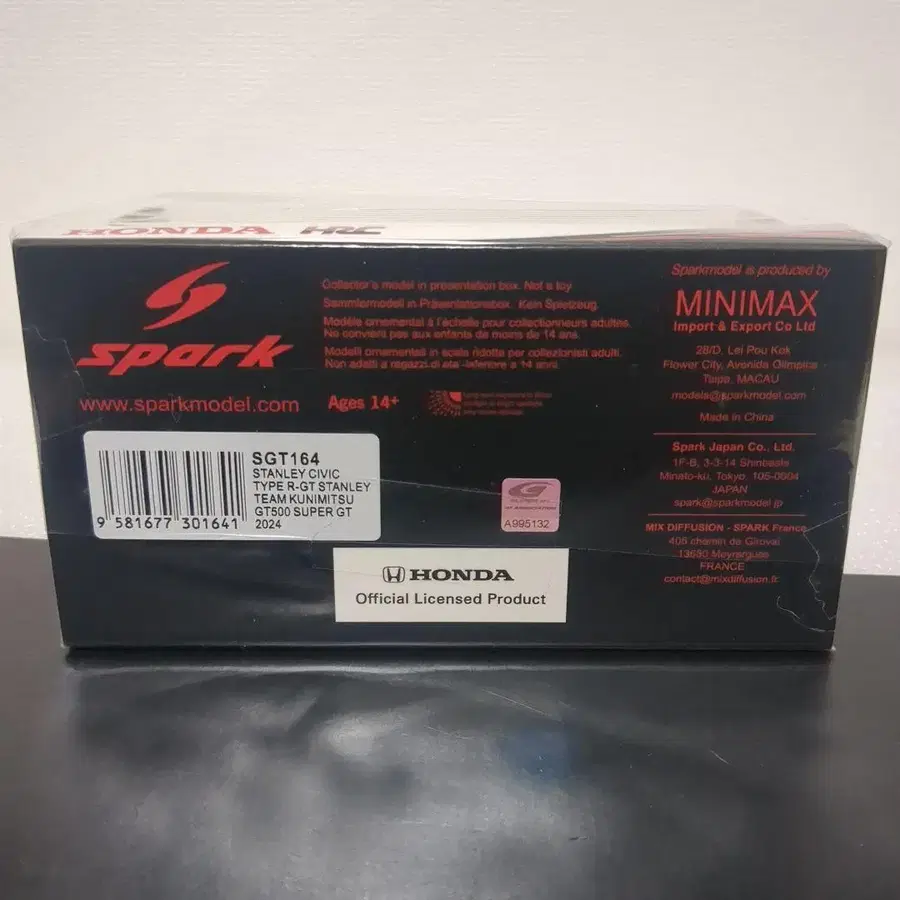 HONDA HRC
spark
www.sparkmodel.com
Collector's model in presentation box. Not a toy
Sammlermodell in Präsentationsbox. Kein Spielzeug.
Modèle ornemental à l'échelle pour collectionneurs adultes.
Ne convient pas aux enfants de moins de 14 ans.
Modelli ornamentali in scala ridotte per collezionisti adulti.
Non adatti a ragazzi di eta inferiore a 14 anni.
Ages 14+
SGT164
STANLEY CIVIC
TYPE R-GT STANLEY
TEAM KUNIMITSU
GT500 SUPER GT
2024
9 581677 301641
A995132
HONDA
Official Licensed Product
Sparkmodel is produced by
MINIMAX
Import & Export Co Ltd
28/D, Lei Pou Kok
Flower City, Avenida Olimpira
Taipa, MACAU
models@sparkmodel.com
Made in China
Spark Japan Co., Ltd.
1F-B, 3-3-14 Shinbashi
Minato-ku, Tokyo, 105-0004
JAPAN
spark@sparkmodel.jp
MIX DIFFUSION - SPARK France
405 chemin de Giroval
13590 Meyrargues
FRANCE
contact@mixdiffusion.fr